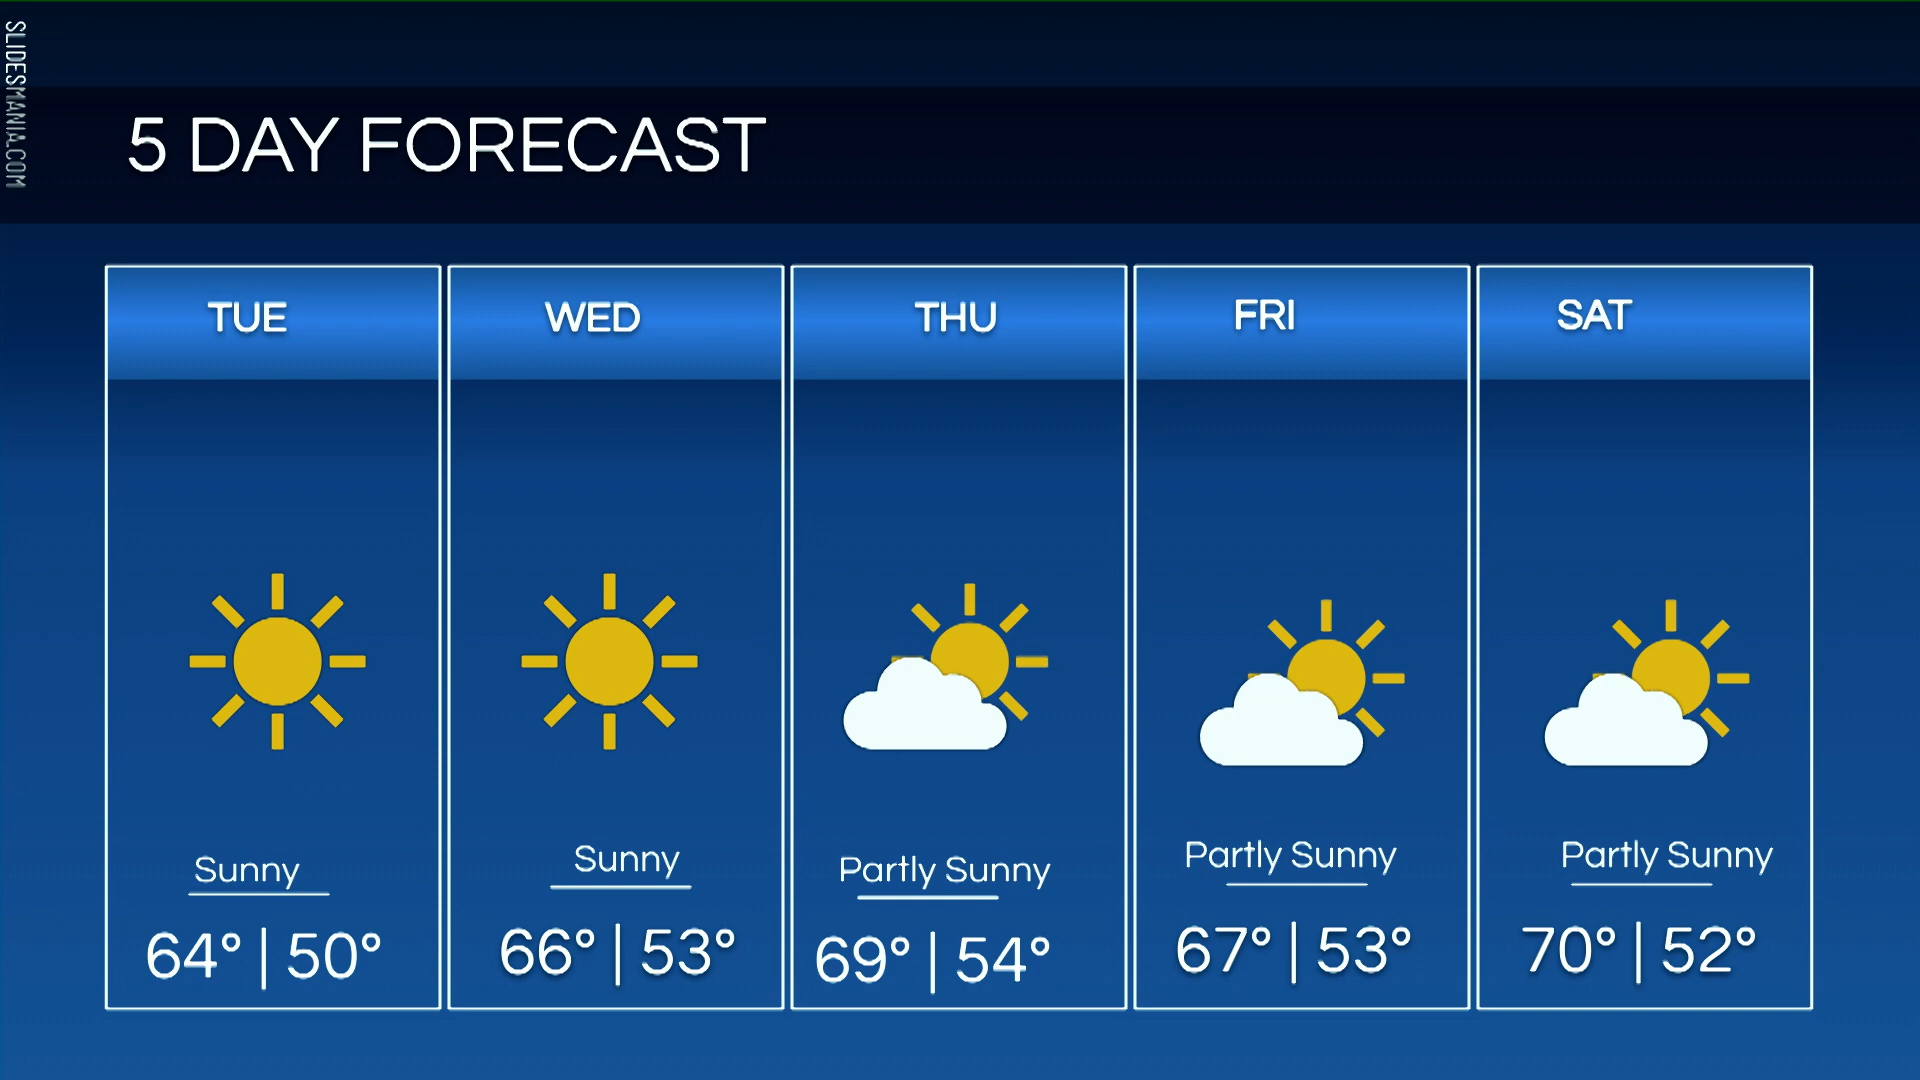 SLIDESMANIA.COM
5 DAY FORECAST
TUE
WED
THU
FRI
SAT
Sunny
Sunny
Partly Sunny
Partly Sunny
Partly Sunny
64° | 50°
66° | 53°
69° | 54°
67° | 53°
70° | 52°